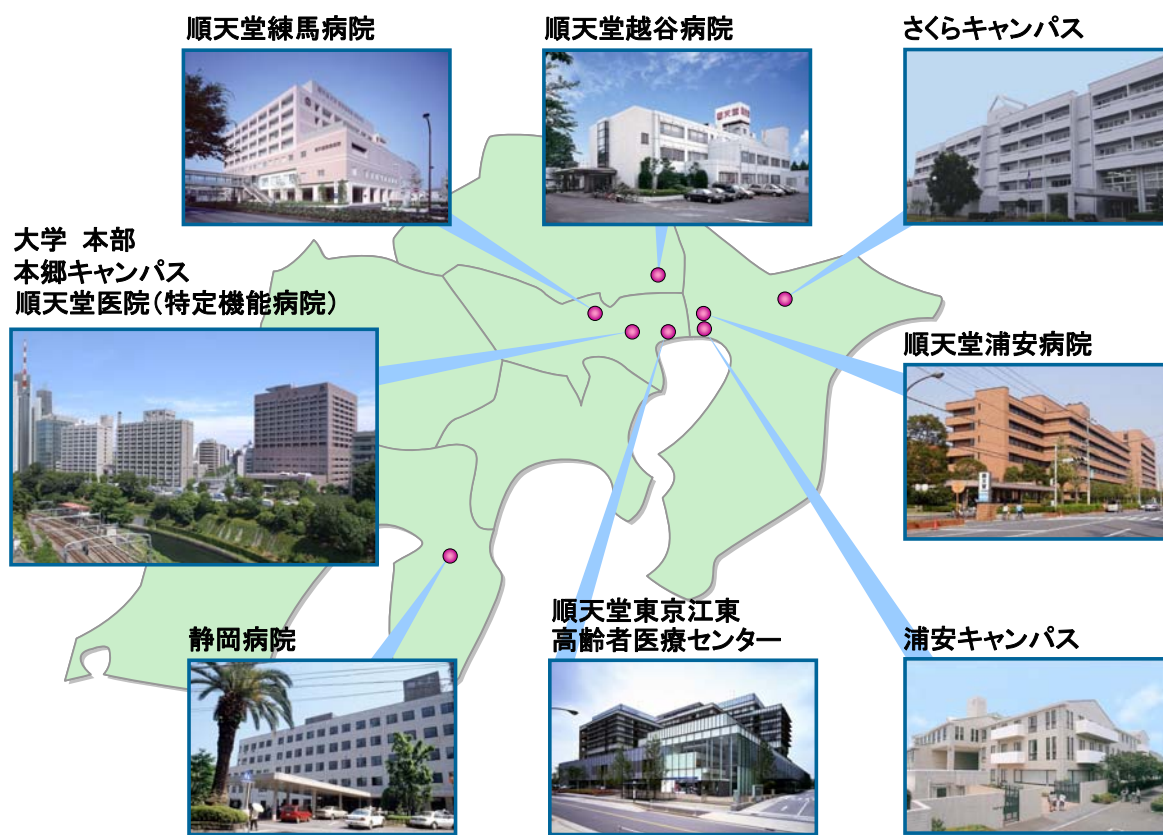 順天堂練馬病院
順天堂越谷病院
さくらキャンパス
大学 本部
本郷キャンパス
順天堂医院(特定機能病院)
順天堂浦安病院
静岡病院
順天堂東京江東
高齢者医療センター
浦安キャンパス